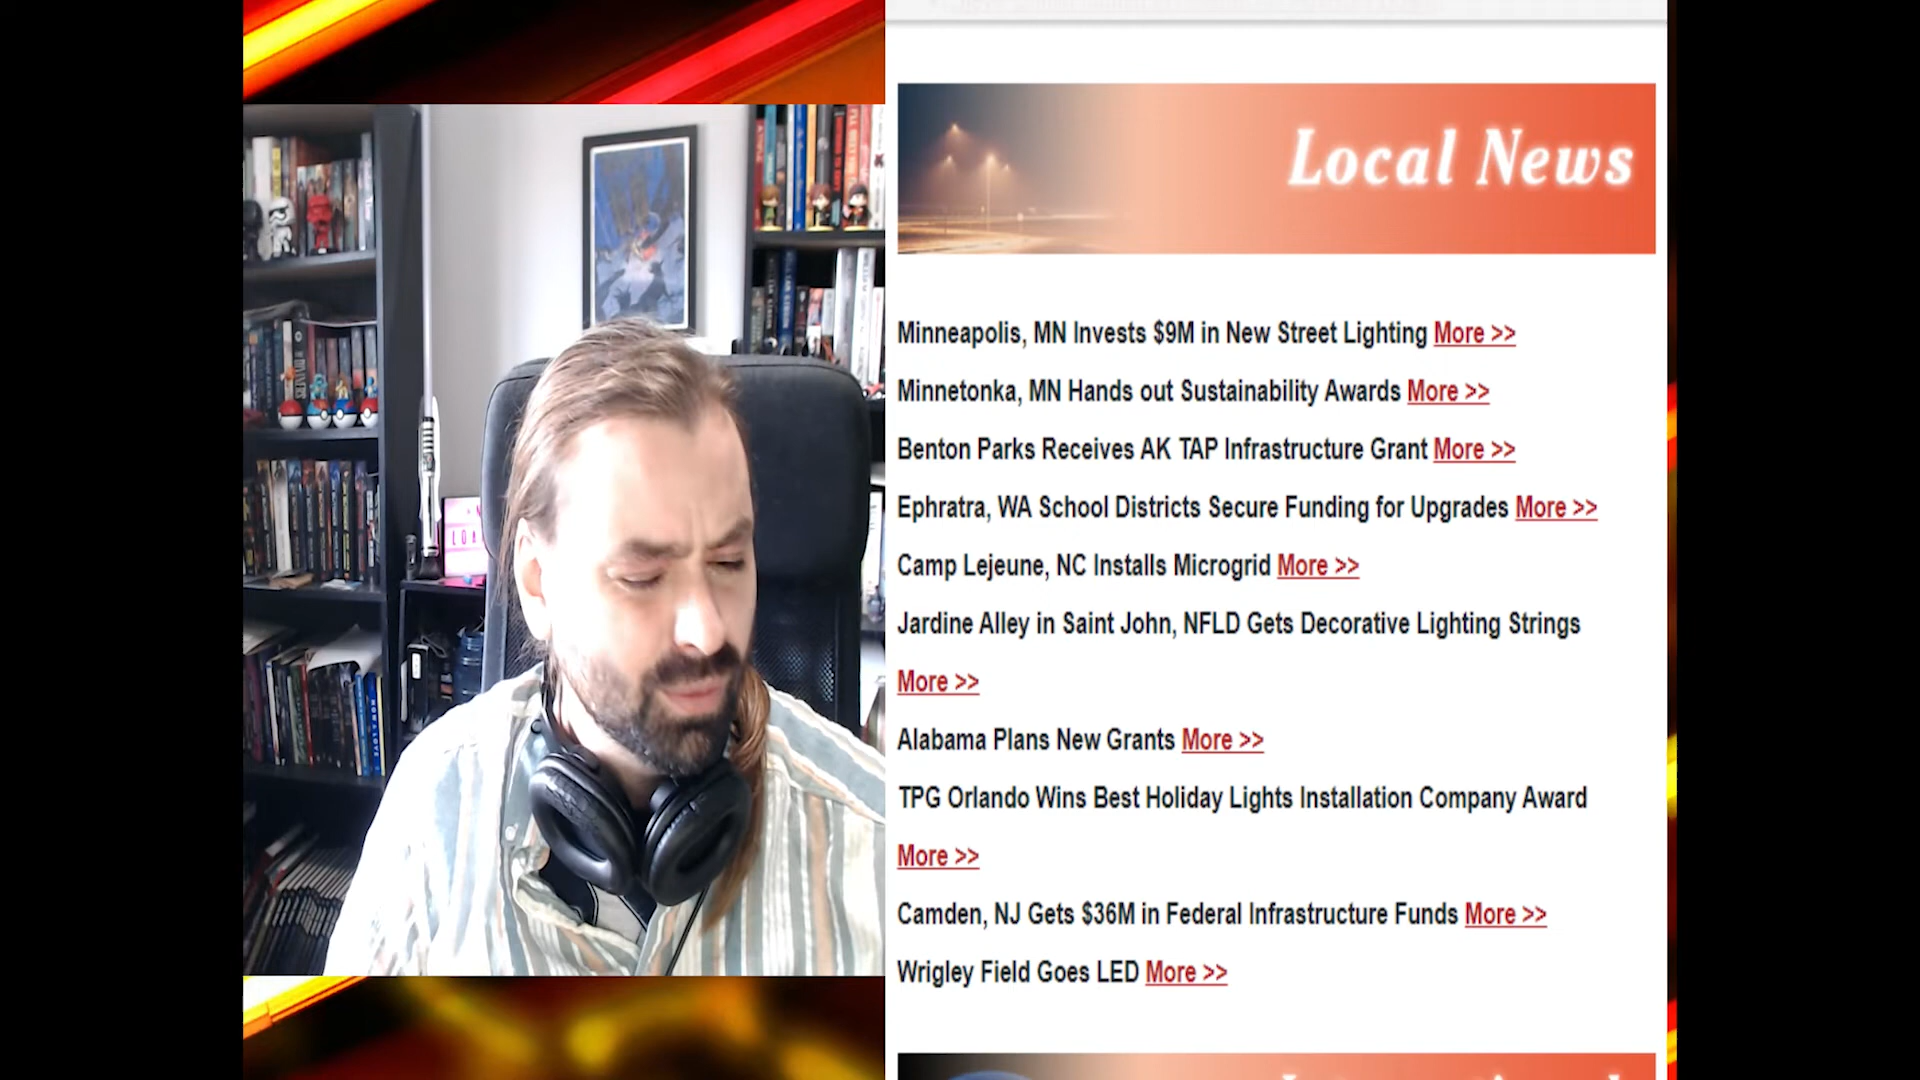 Local News
Minneapolis, MN Invests $9M in New Street Lighting More >>
Minnetonka, MN Hands out Sustainability Awards More >>
Benton Parks Receives AK TAP Infrastructure Grant More >>
Ephratra, WA School Districts Secure Funding for Upgrades More >>
Camp Lejeune, NC Installs Microgrid More >>
Jardine Alley in Saint John, NFLD Gets Decorative Lighting Strings
More >>
Alabama Plans New Grants More >>
TPG Orlando Wins Best Holiday Lights Installation Company Award
More >>
Camden, NJ Gets $36M in Federal Infrastructure Funds More >>
Wrigley Field Goes LED More >>